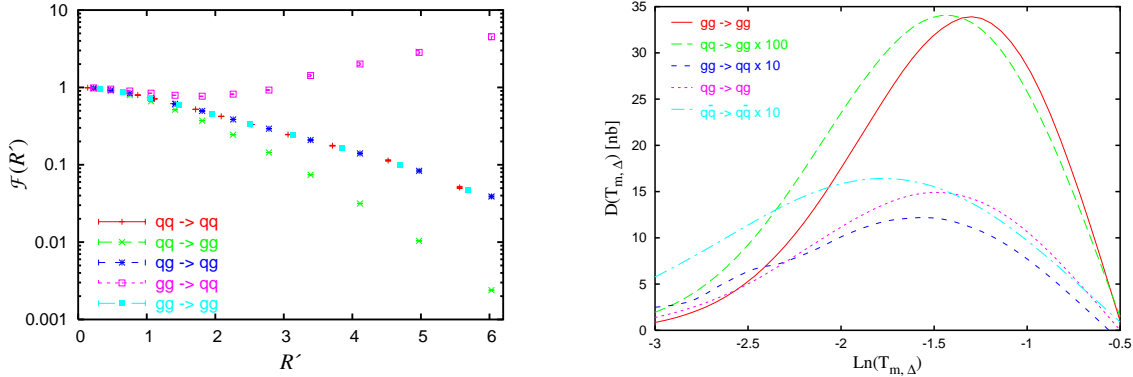 10
1
0.1
0.01
0.001
0 1 2 3 4 5 6
ℱ(R′)
R′
qq -> qq
qq -> gg
qg -> qg
gg -> qq
gg -> gg
35
30
25
20
15
10
5
0
-3 -2.5 -2 -1.5 -1 -0.5
D(T_{m, Δ}) [nb]
Ln(T_{m, Δ})
gg -> gg
qq -> gg x 100
gg -> qq x 10
qg -> qg
qq̄ -> qq̄ x 10